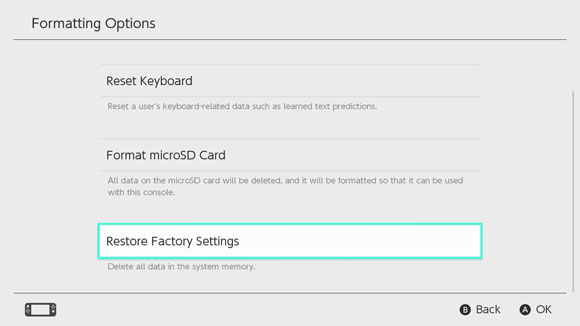 Formatting Options
Reset Keyboard
Reset a user's keyboard-related data such as learned text predictions.
Format microSD Card
All data on the microSD card will be deleted, and it will be formatted so that it can be used
with this console.
Restore Factory Settings
Delete all data in the system memory.
B Back A OK